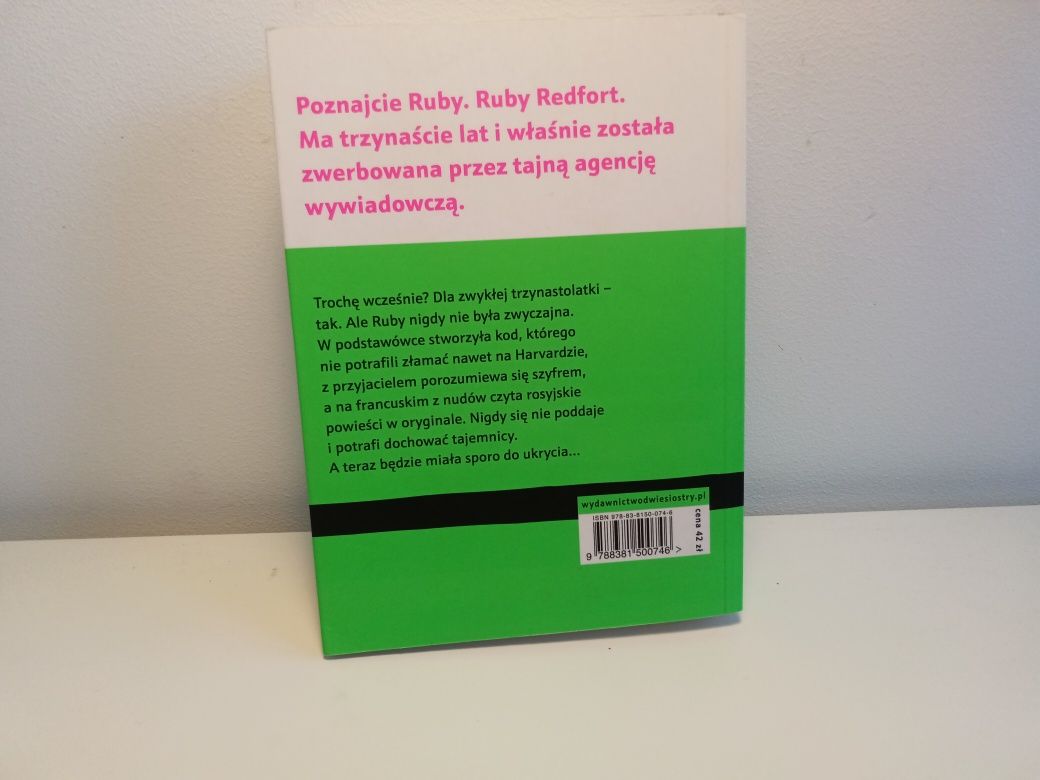 Poznajcie Ruby. Ruby Redfort.
Ma trzynaście lat i właśnie została
zwerbowana przez tajną agencję
wywiadowczą.
Trochę wcześnie? Dla zwykłej trzynastolatki –
tak. Ale Ruby nigdy nie była zwyczajna.
W podstawówce stworzyła kod, którego
nie potrafili złamać nawet na Harvardzie,
z przyjacielem porozumiewa się szyfrem,
a na francuskim z nudów czyta rosyjskie
powieści w oryginale. Nigdy się nie poddaje
i potrafi dochować tajemnicy.
A teraz będzie miała sporo do ukrycia...
wydawnictwodwiesiostry.pl
ISBN 978-83-8150-074-6
9 788381 500746 >
cena 42 zł